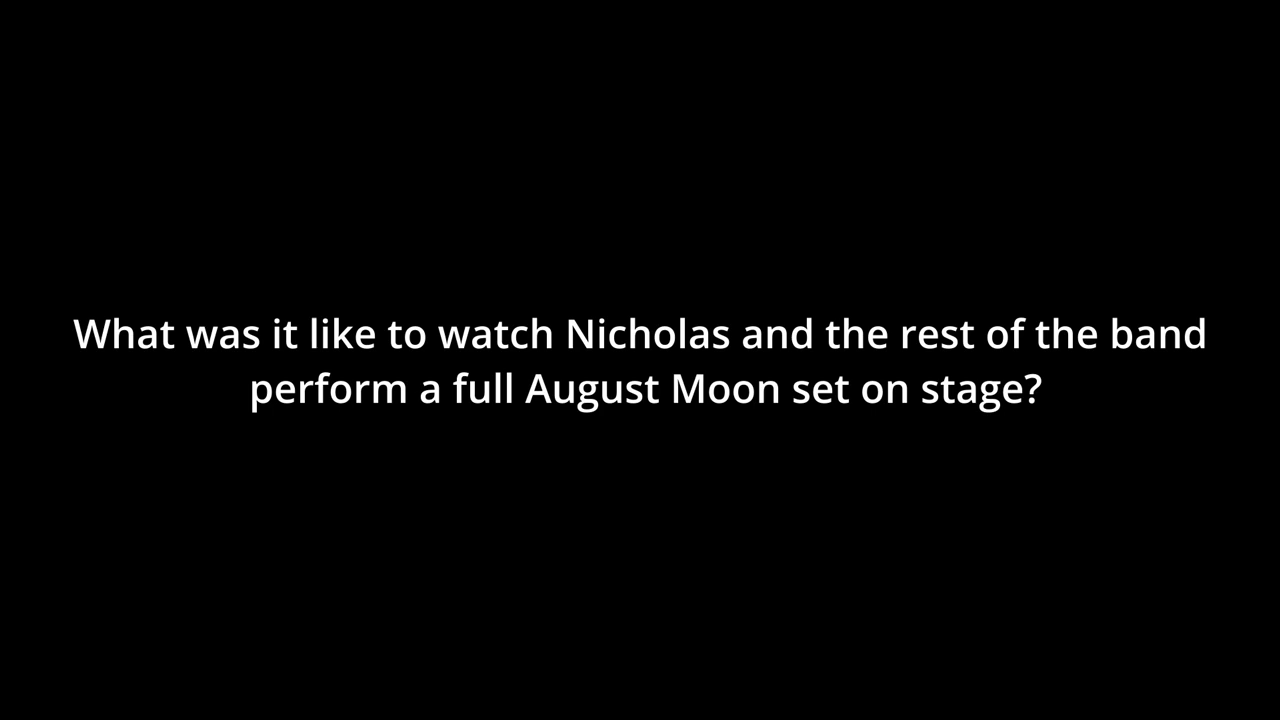 What was it like to watch Nicholas and the rest of the band
perform a full August Moon set on stage?